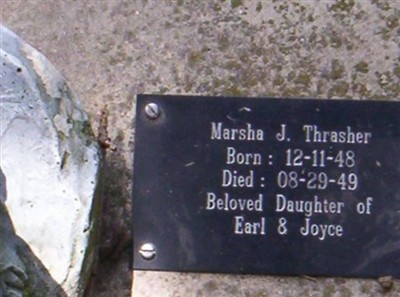 Marsha J. Thrasher
Born : 12-11-48
Died : 08-29-49
Beloved Daughter of
Earl & Joyce